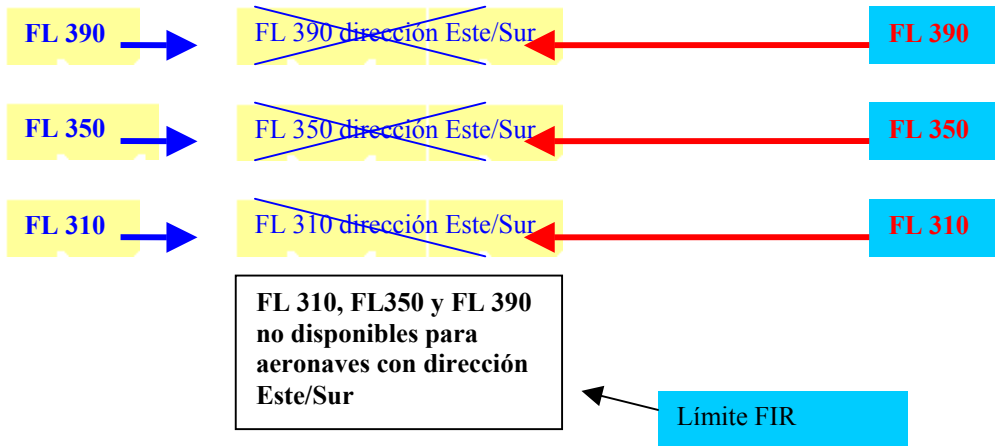 FL 390 FL 390 dirección Este/Sur FL 390
FL 350 FL 350 dirección Este/Sur FL 350
FL 310 FL 310 dirección Este/Sur FL 310
FL 310, FL350 y FL 390
no disponibles para
aeronaves con dirección
Este/Sur
Límite FIR